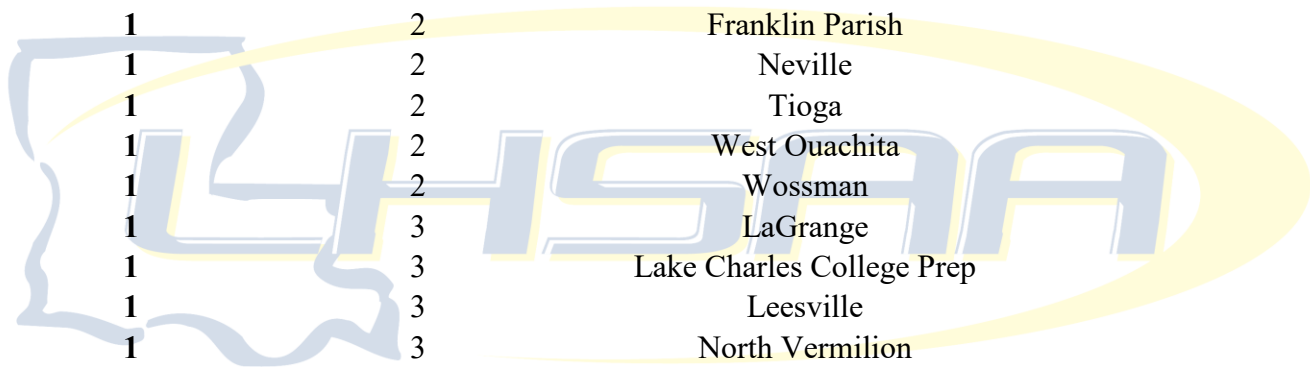 1 2 Franklin Parish
1 2 Neville
1 2 Tioga
1 2 West Ouachita
1 2 Wossman
1 3 LaGrange
1 3 Lake Charles College Prep
1 3 Leesville
1 3 North Vermilion
LHSAA